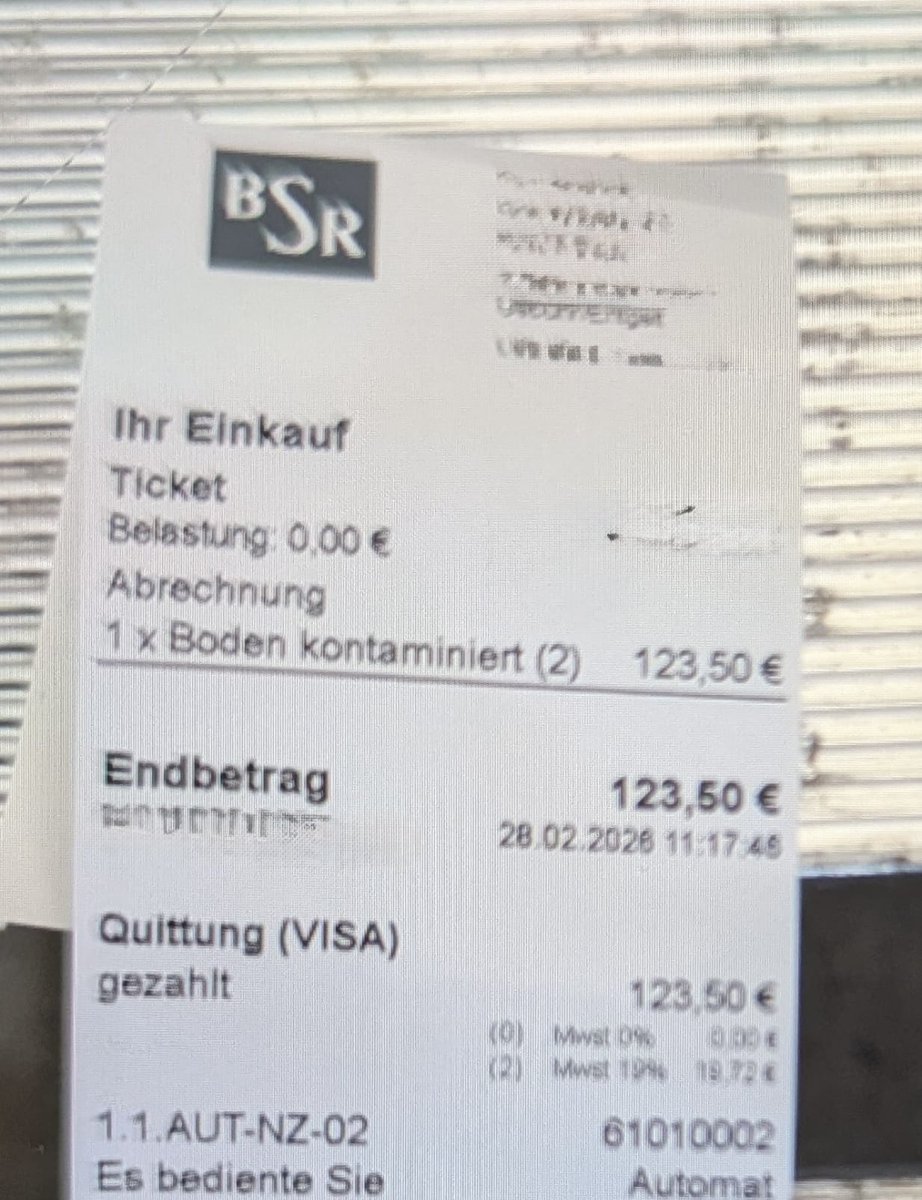 BSR
Ihr Einkauf
Ticket
Belastung: 0,00 €
Abrechnung
1 x Boden kontaminiert (2) 123,50 €
Endbetrag 123,50 €
28.02.2026 11:17:46
Quittung (VISA)
gezahlt 123,50 €
(0) Mwst 0% 0,00 €
(2) Mwst 19% 19,72 €
1.1.AUT-NZ-02 61010002
Es bediente Sie Automat